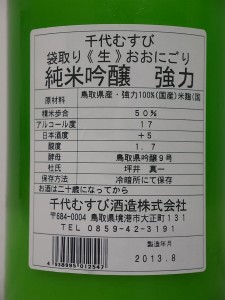 千代むすび
袋取り《生》おおにごり
純米吟醸 強力
原材料 鳥取県産・強力100%(国産)米麹(国
精米歩合 50%
アルコール度 17
日本酒度 +5
酸度 1.7
酵母 鳥取県吟醸9号
杜氏 坪井 真一
保存方法 冷暗所にて保存
お酒は二十歳になってから
千代むすび酒造株式会社
〒684-0004 鳥取県境港市大正町131
TEL 0859-42-3191
製造年月
2013.8
4 938995 012547